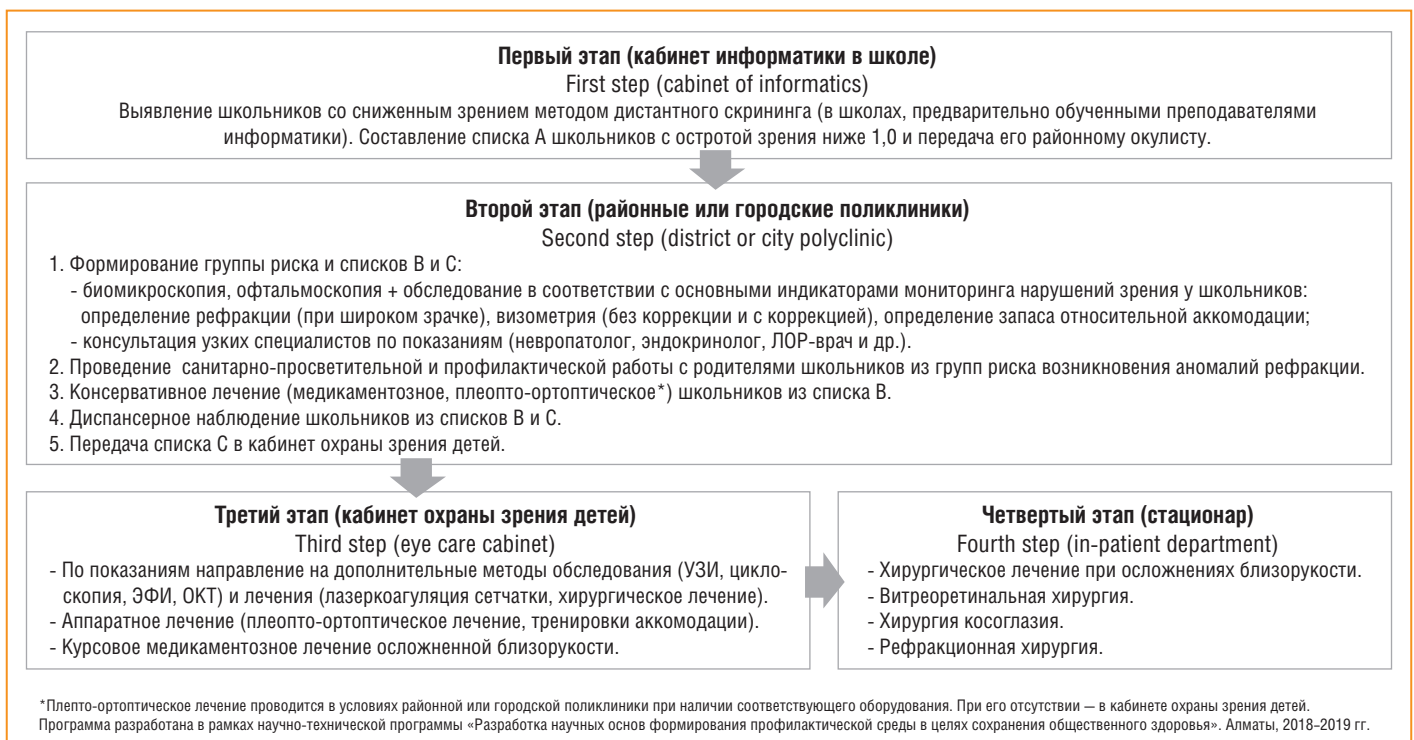 Первый этап (кабинет информатики в школе)
First step (cabinet of informatics)
Выявление школьников со сниженным зрением методом дистантного скрининга (в школах, предварительно обученными преподавателями
информатики). Составление списка А школьников с остротой зрения ниже 1,0 и передача его районному окулисту.
Второй этап (районные или городские поликлиники)
Second step (district or city polyclinic)
1. Формирование группы риска и списков В и С:
- биомикроскопия, офтальмоскопия + обследование в соответствии с основными индикаторами мониторинга нарушений зрения у школьников:
определение рефракции (при широком зрачке), визометрия (без коррекции и с коррекцией), определение запаса относительной аккомодации;
- консультация узких специалистов по показаниям (невропатолог, эндокринолог, ЛОР-врач и др.).
2. Проведение санитарно-просветительной и профилактической работы с родителями школьников из групп риска возникновения аномалий рефракции.
3. Консервативное лечение (медикаментозное, плеопто-ортоптическое*) школьников из списка В.
4. Диспансерное наблюдение школьников из списков В и С.
5. Передача списка С в кабинет охраны зрения детей.
Третий этап (кабинет охраны зрения детей)
Third step (eye care cabinet)
- По показаниям направление на дополнительные методы обследования (УЗИ, цикло-
скопия, ЭФИ, ОКТ) и лечения (лазеркоагуляция сетчатки, хирургическое лечение).
- Аппаратное лечение (плеопто-ортоптическое лечение, тренировки аккомодации).
- Курсовое медикаментозное лечение осложненной близорукости.
Четвертый этап (стационар)
Fourth step (in-patient department)
- Хирургическое лечение при осложнениях близорукости.
- Витреоретинальная хирургия.
- Хирургия косоглазия.
- Рефракционная хирургия.
*Плепто-ортоптическое лечение проводится в условиях районной или городской поликлиники при наличии соответствующего оборудования. При его отсутствии — в кабинете охраны зрения детей.
Программа разработана в рамках научно-технической программы «Разработка научных основ формирования профилактической среды в целях сохранения общественного здоровья». Алматы, 2018–2019 гг.